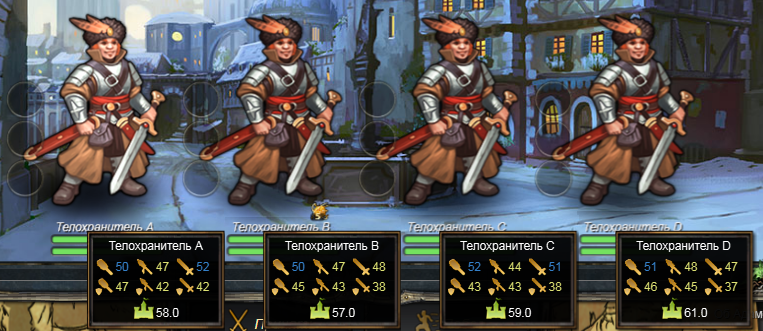 Телохранитель A
Телохранитель B
Телохранитель C
Телохранитель D
Телохранитель A
50 47 52
47 42 42
58.0
Телохранитель B
50 47 48
45 43 38
57.0
Телохранитель C
52 44 51
43 43 38
59.0
Телохранитель D
51 48 47
46 45 37
61.0